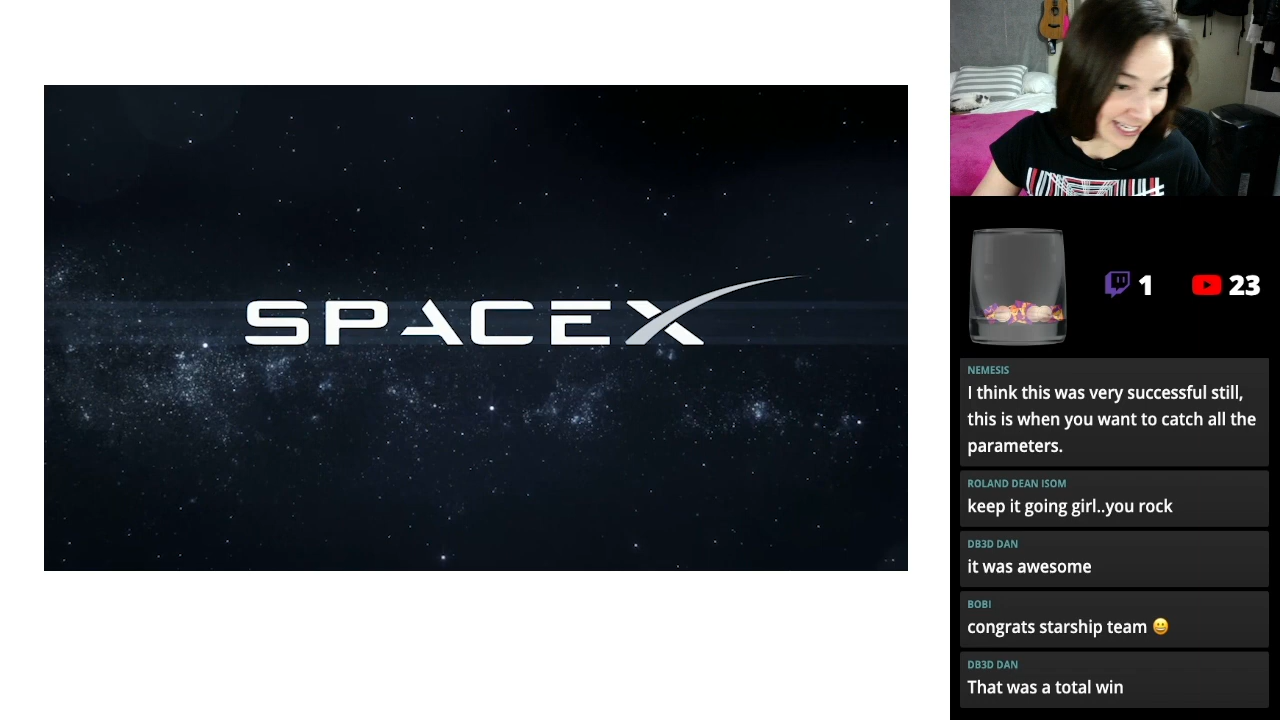 SPACEX
1
23
NEMESIS
I think this was very successful still,
this is when you want to catch all the
parameters.
ROLAND DEAN ISOM
keep it going girl..you rock
DB3D DAN
it was awesome
BOBI
congrats starship team 😀
DB3D DAN
That was a total win